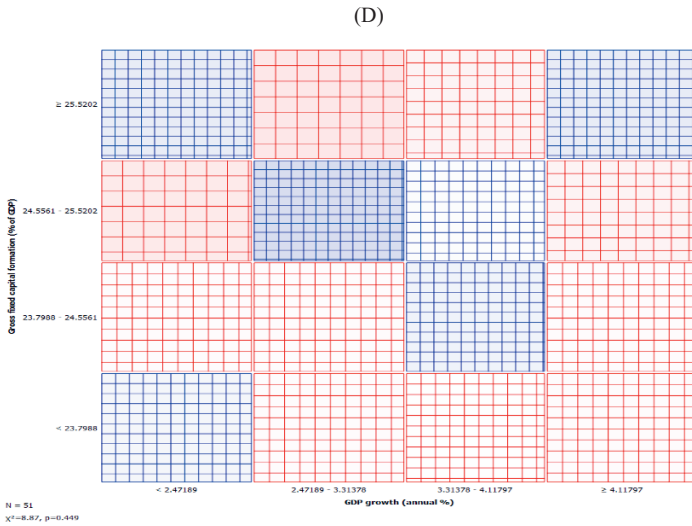 (D)
≥ 25.5202
24.5561 - 25.5202
Gross fixed capital formation (% of GDP)
23.7988 - 24.5561
< 23.7988
< 2.47189
2.47189 - 3.31378
3.31378 - 4.11797
≥ 4.11797
GDP growth (annual %)
N = 51
X²=8.87, p=0.449